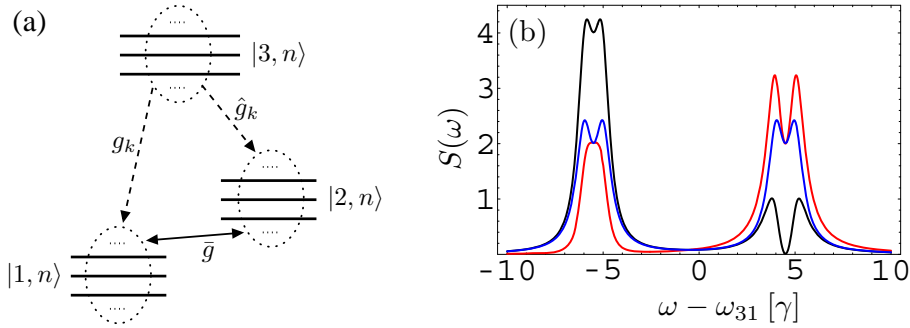 (a)
....
|3, n⟩
....
g_k
ĝ_k
....
|2, n⟩
....
ḡ
....
|1, n⟩
....
(b)
S(ω)
4
3
2
1
-10
-5
0
5
10
ω − ω_31 [γ]